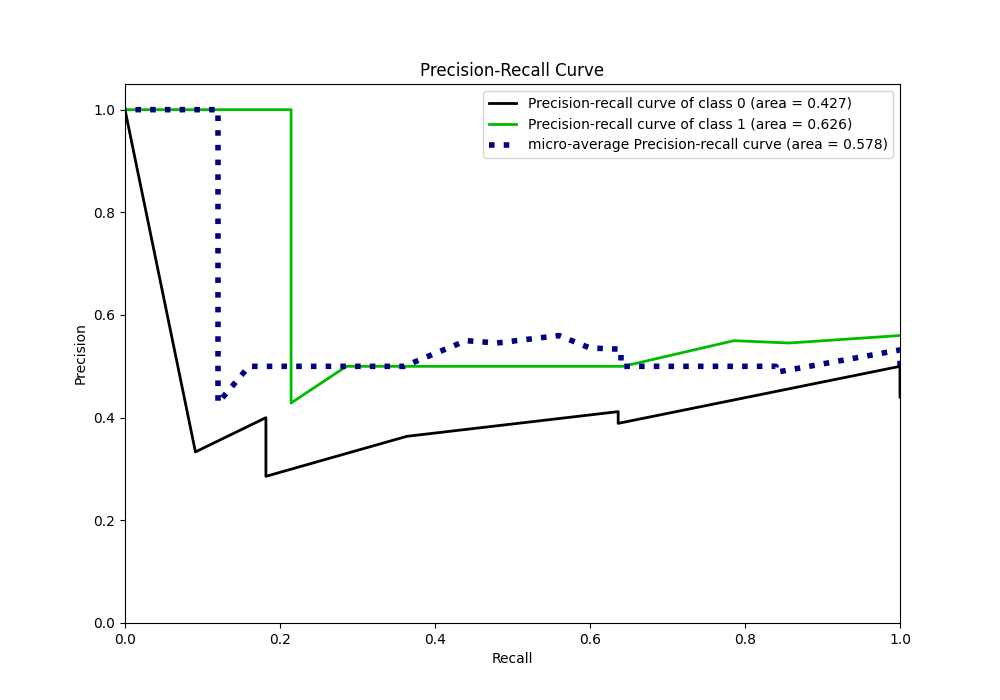 Precision-Recall Curve
Precision-recall curve of class 0 (area = 0.427)
Precision-recall curve of class 1 (area = 0.626)
micro-average Precision-recall curve (area = 0.578)
1.0
0.8
0.6
0.4
0.2
0.0
Precision
0.0 0.2 0.4 0.6 0.8 1.0
Recall